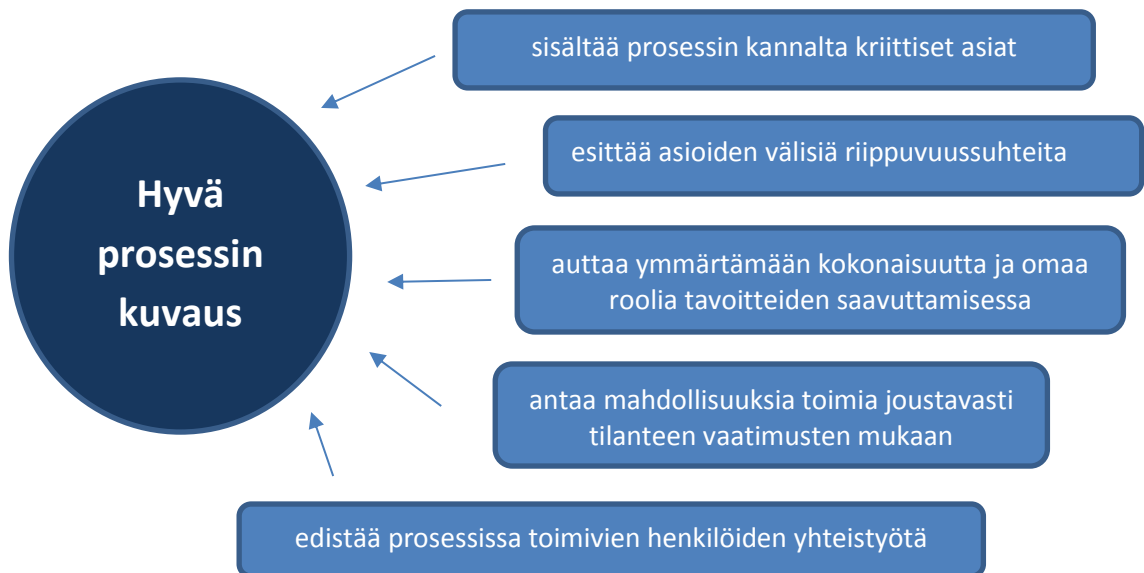 Hyvä
prosessin
kuvaus
sisältää prosessin kannalta kriittiset asiat
esittää asioiden välisiä riippuvuussuhteita
auttaa ymmärtämään kokonaisuutta ja omaa
roolia tavoitteiden saavuttamisessa
antaa mahdollisuuksia toimia joustavasti
tilanteen vaatimusten mukaan
edistää prosessissa toimivien henkilöiden yhteistyötä